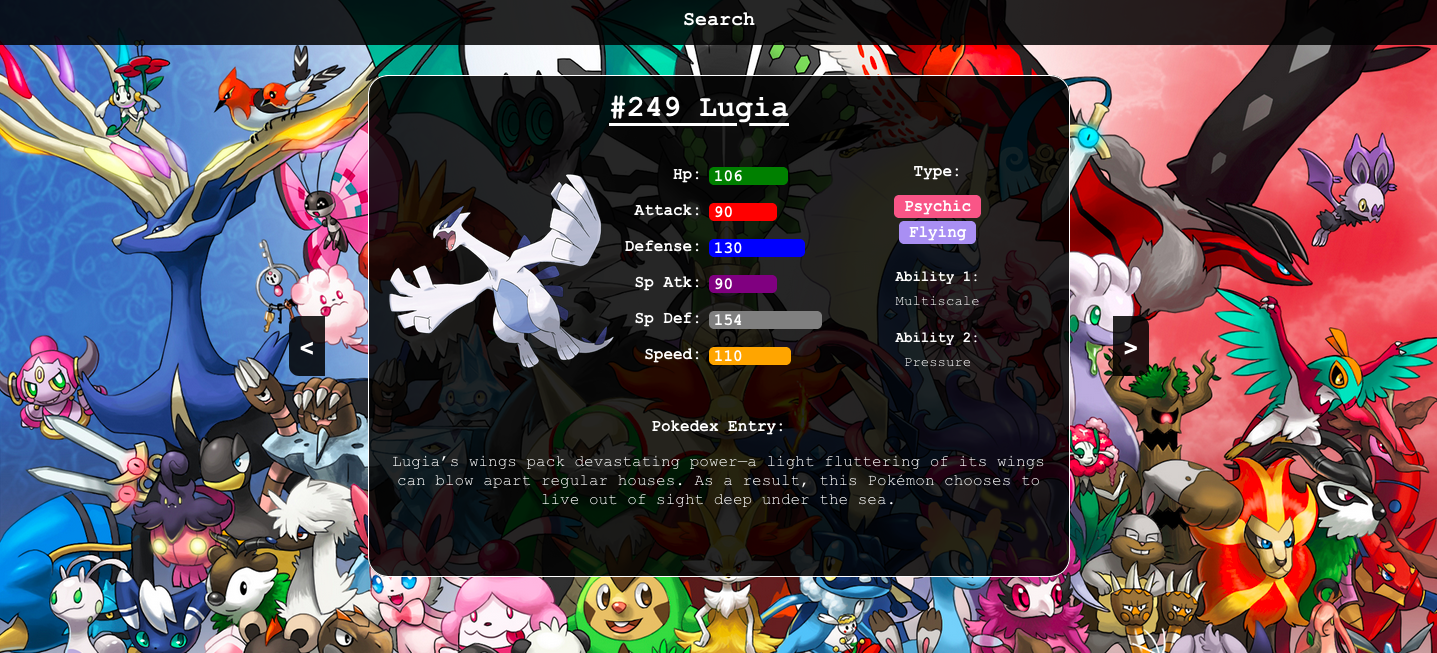 Search
#249 Lugia
Hp: 106
Attack: 90
Defense: 130
Sp Atk: 90
Sp Def: 154
Speed: 110
Type:
Psychic
Flying
Ability 1:
Multiscale
Ability 2:
Pressure
<
>
Pokedex Entry:
Lugia’s wings pack devastating power—a light fluttering of its wings
can blow apart regular houses. As a result, this Pokémon chooses to
live out of sight deep under the sea.